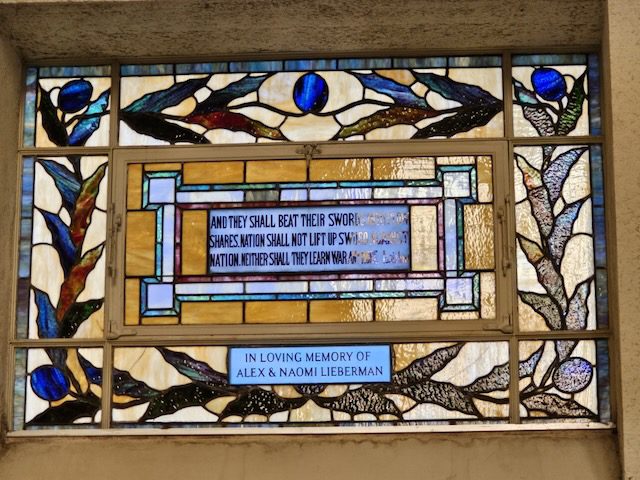 AND THEY SHALL BEAT THEIR
SHARES. NATION SHALL NOT LIFT UP SWORD AGAINST
NATION. NEITHER SHALL THEY LEARN WAR
IN LOVING MEMORY OF
ALEX & NAOMI LIEBERMAN